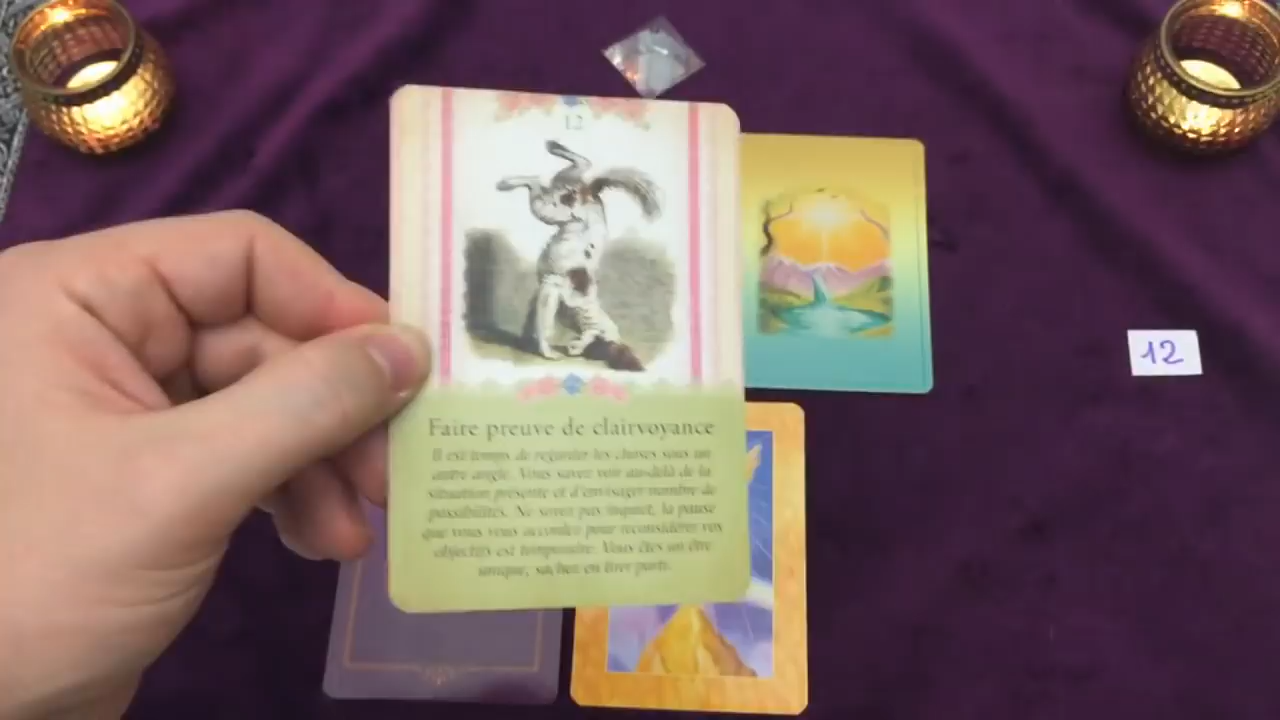 12
Faire preuve de clairvoyance
Il est temps de regarder les choses sous un
autre angle. Vous savez voir au-delà de la
situation présente et d'envisager nombre de
possibilités. Ne soyez pas inquiet, la pause
que vous vous accordez pour reconsidérer vos
objectifs est temporaire. Vous êtes un être
unique, sachez en tirer parti.
12